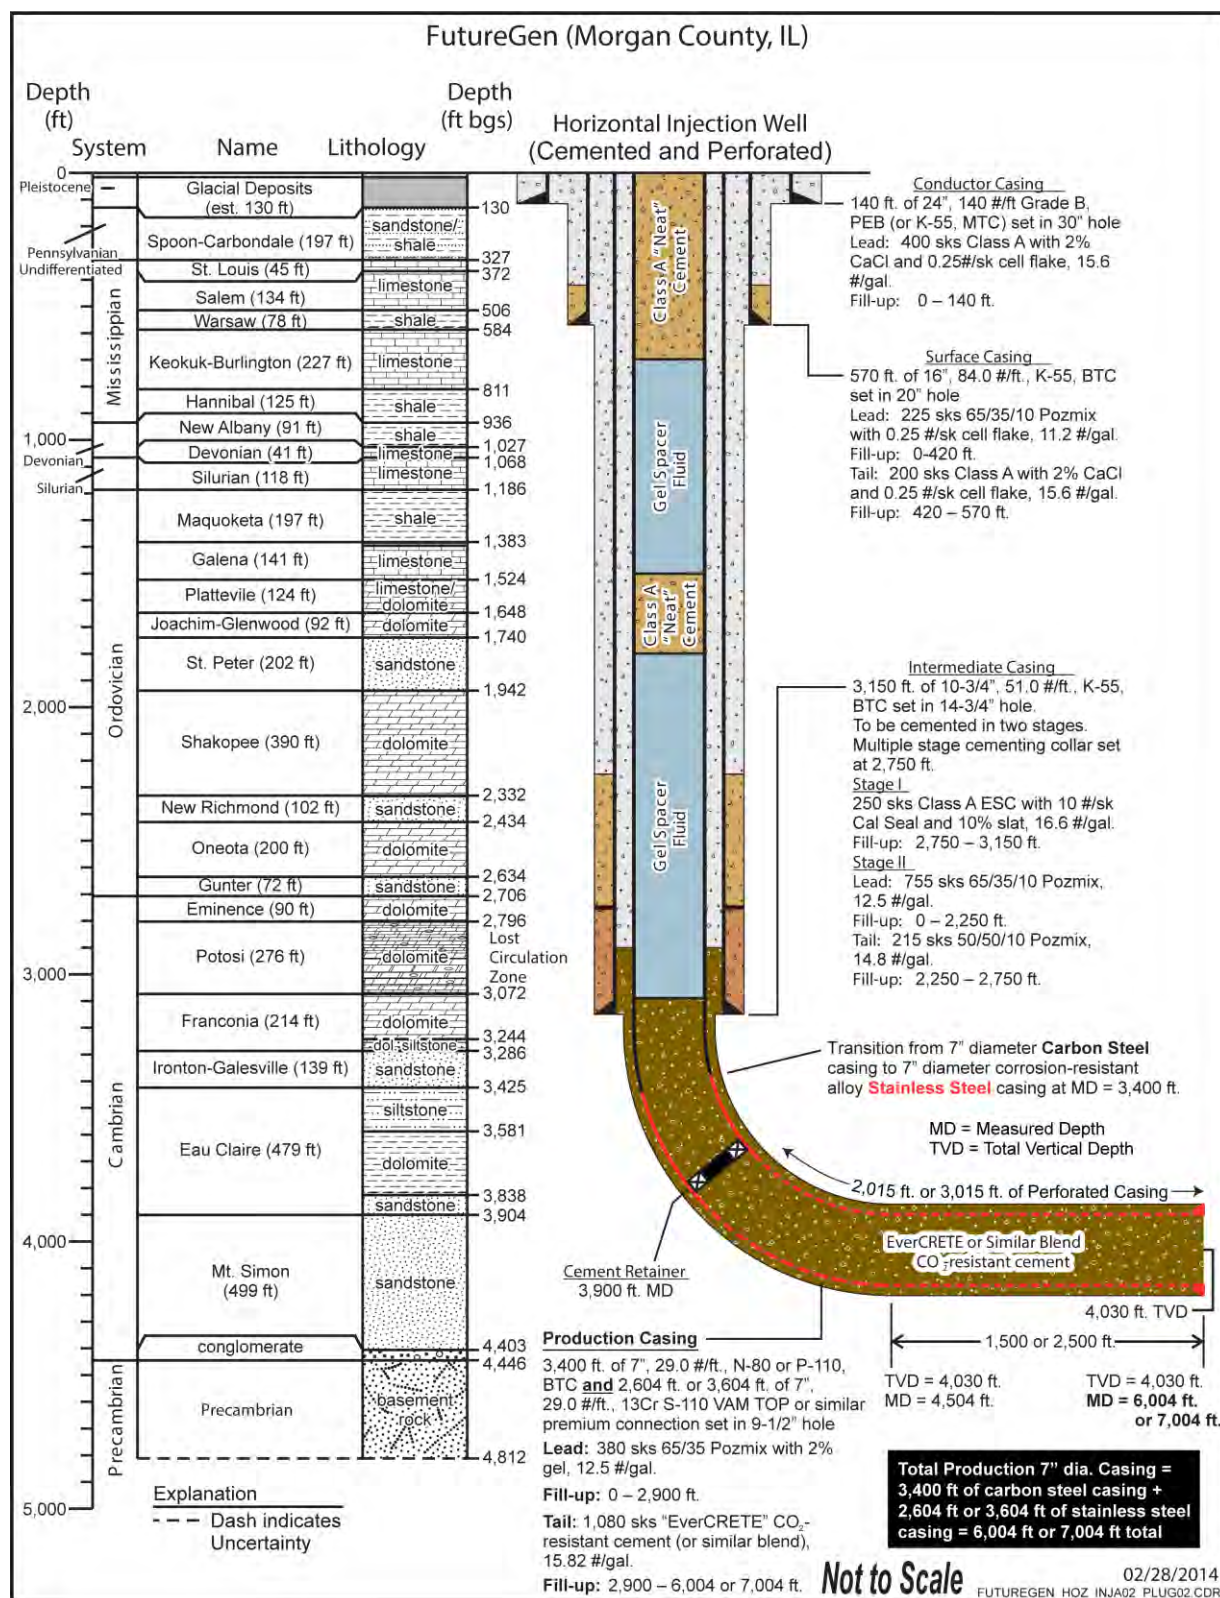 FutureGen (Morgan County, IL)
Depth
(ft)
System
Name
Lithology
Depth
(ft bgs)
Horizontal Injection Well
(Cemented and Perforated)
0
1,000
2,000
3,000
4,000
5,000
Pleistocene
Pennsylvanian
Undifferentiated
Mississippian
Devonian
Silurian
Ordovician
Cambrian
Precambrian
Glacial Deposits
(est. 130 ft)
130
Spoon-Carbondale (197 ft)
sandstone/
shale
327
St. Louis (45 ft)
372
limestone
Salem (134 ft)
506
Warsaw (78 ft)
shale
584
Keokuk-Burlington (227 ft)
limestone
811
Hannibal (125 ft)
shale
936
New Albany (91 ft)
shale
1,027
Devonian (41 ft)
limestone
1,068
Silurian (118 ft)
limestone
1,186
Maquoketa (197 ft)
shale
1,383
Galena (141 ft)
limestone
1,524
Plattevile (124 ft)
limestone/
dolomite
1,648
Joachim-Glenwood (92 ft)
dolomite
1,740
St. Peter (202 ft)
sandstone
1,942
Shakopee (390 ft)
dolomite
2,332
New Richmond (102 ft)
sandstone
2,434
Oneota (200 ft)
dolomite
2,634
Gunter (72 ft)
sandstone
2,706
Eminence (90 ft)
dolomite
2,796
Potosi (276 ft)
dolomite
Lost
Circulation
Zone
3,072
Franconia (214 ft)
dolomite
3,244
dol-siltstone
3,286
Ironton-Galesville (139 ft)
sandstone
3,425
siltstone
3,581
Eau Claire (479 ft)
dolomite
3,838
sandstone
3,904
Mt. Simon
(499 ft)
sandstone
4,403
conglomerate
4,446
Precambrian
basement
rock
4,812
Explanation
Dash indicates
Uncertainty
Class A "Neat"
Cement
Gel Spacer
Fluid
Class A
"Neat"
Cement
Gel Spacer
Fluid
Conductor Casing
140 ft. of 24", 140 #/ft Grade B,
PEB (or K-55, MTC) set in 30" hole
Lead: 400 sks Class A with 2%
CaCl and 0.25#/sk cell flake, 15.6
#/gal.
Fill-up: 0 – 140 ft.
Surface Casing
570 ft. of 16", 84.0 #/ft., K-55, BTC
set in 20" hole
Lead: 225 sks 65/35/10 Pozmix
with 0.25 #/sk cell flake, 11.2 #/gal.
Fill-up: 0-420 ft.
Tail: 200 sks Class A with 2% CaCl
and 0.25 #/sk cell flake, 15.6 #/gal.
Fill-up: 420 – 570 ft.
Intermediate Casing
3,150 ft. of 10-3/4", 51.0 #/ft., K-55,
BTC set in 14-3/4" hole.
To be cemented in two stages.
Multiple stage cementing collar set
at 2,750 ft.
Stage I
250 sks Class A ESC with 10 #/sk
Cal Seal and 10% slat, 16.6 #/gal.
Fill-up: 2,750 – 3,150 ft.
Stage II
Lead: 755 sks 65/35/10 Pozmix,
12.5 #/gal.
Fill-up: 0 – 2,250 ft.
Tail: 215 sks 50/50/10 Pozmix,
14.8 #/gal.
Fill-up: 2,250 – 2,750 ft.
Transition from 7" diameter Carbon Steel
casing to 7" diameter corrosion-resistant
alloy Stainless Steel casing at MD = 3,400 ft.
MD = Measured Depth
TVD = Total Vertical Depth
2,015 ft. or 3,015 ft. of Perforated Casing
EverCRETE or Similar Blend
CO2-resistant cement
Cement Retainer
3,900 ft. MD
4,030 ft. TVD
1,500 or 2,500 ft.
TVD = 4,030 ft.
MD = 4,504 ft.
TVD = 4,030 ft.
MD = 6,004 ft.
or 7,004 ft.
Production Casing
3,400 ft. of 7", 29.0 #/ft., N-80 or P-110,
BTC and 2,604 ft. or 3,604 ft. of 7",
29.0 #/ft., 13Cr S-110 VAM TOP or similar
premium connection set in 9-1/2" hole
Lead: 380 sks 65/35 Pozmix with 2%
gel, 12.5 #/gal.
Fill-up: 0 – 2,900 ft.
Tail: 1,080 sks "EverCRETE" CO2-
resistant cement (or similar blend),
15.82 #/gal.
Fill-up: 2,900 – 6,004 or 7,004 ft.
Total Production 7" dia. Casing =
3,400 ft of carbon steel casing +
2,604 ft or 3,604 ft of stainless steel
casing = 6,004 ft or 7,004 ft total
Not to Scale
02/28/2014
FUTUREGEN_HOZ_INJA02_PLUG02.CDR